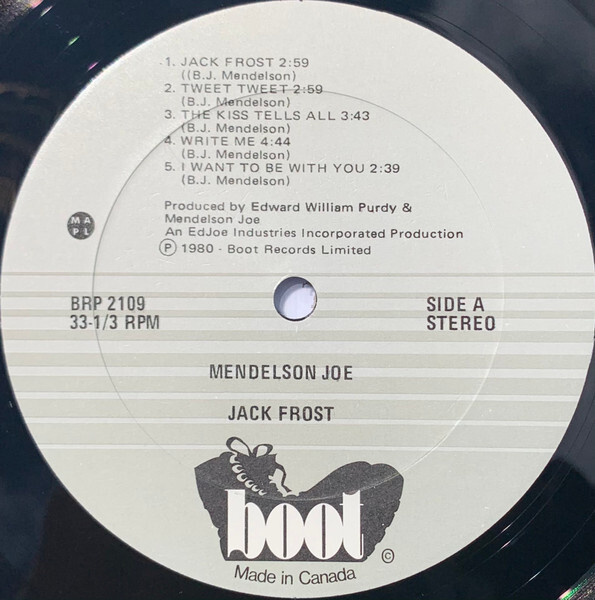 1. JACK FROST 2:59
((B.J. Mendelson)
2. TWEET TWEET 2:59
(B.J. Mendelson)
3. THE KISS TELLS ALL 3:43
(B.J. Mendelson)
4. WRITE ME 4:44
(B.J. Mendelson)
5. I WANT TO BE WITH YOU 2:39
(B.J. Mendelson)
Produced by Edward William Purdy &
Mendelson Joe
An EdJoe Industries Incorporated Production
Ⓟ 1980 · Boot Records Limited
M A
P L
BRP 2109
33-1/3 RPM
SIDE A
STEREO
MENDELSON JOE
JACK FROST
boot
©
Made in Canada